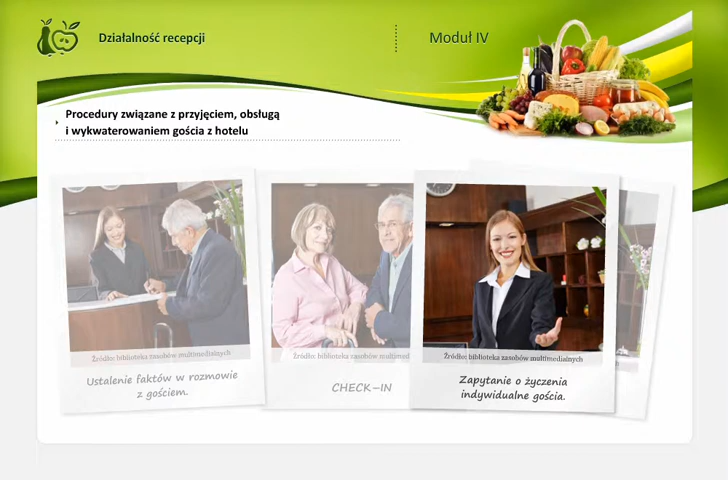 Działalność recepcji
Moduł IV
Procedury związane z przyjęciem, obsługą
i wykwaterowaniem gościa z hotelu
Źródło: biblioteka zasobów multimedialnych
Ustalenie faktów w rozmowie
z gościem.
Źródło: biblioteka zasobów multimedial
CHECK–IN
Źródło: biblioteka zasobów multimedialnych
Zapytanie o życzenia
indywidualne gościa.